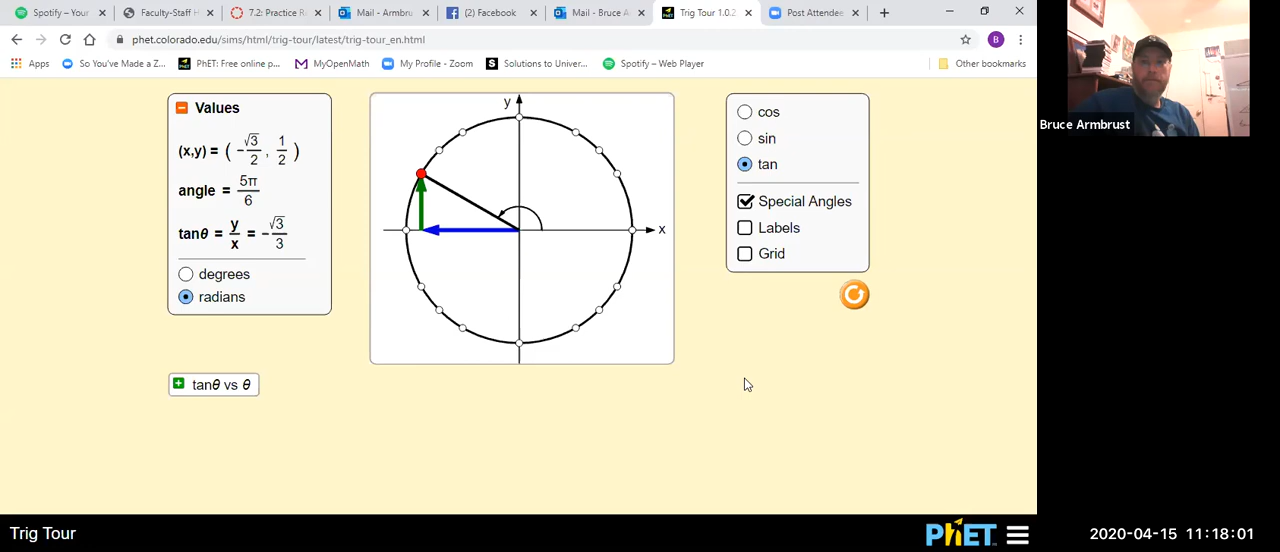 Spotify – Your
Faculty-Staff H
7.2: Practice R
Mail - Armbru
(2) Facebook
Mail - Bruce A
Trig Tour 1.0.2
Post Attendee
phet.colorado.edu/sims/html/trig-tour/latest/trig-tour_en.html
B
Apps
So You've Made a Z...
PhET: Free online p...
MyOpenMath
My Profile - Zoom
Solutions to Univer...
Spotify – Web Player
Other bookmarks
Bruce Armbrust
Values
(x,y) = ( -√3/2 , 1/2 )
angle = 5π/6
tanθ = y/x = -√3/3
degrees
radians
y
x
cos
sin
tan
Special Angles
Labels
Grid
tanθ vs θ
Trig Tour
PhET
2020-04-15 11:18:01